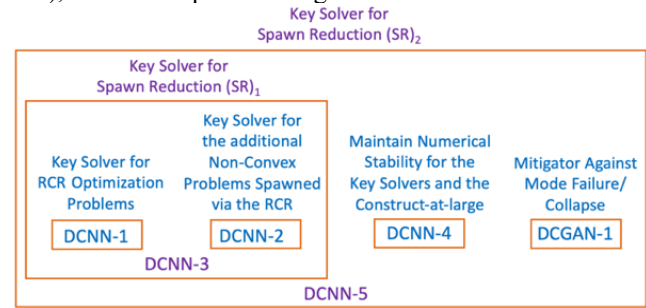 Key Solver for
Spawn Reduction (SR)2
Key Solver for
Spawn Reduction (SR)1
Key Solver for
RCR Optimization
Problems
DCNN-1
Key Solver for
the additional
Non-Convex
Problems Spawned
via the RCR
DCNN-2
DCNN-3
Maintain Numerical
Stability for the
Key Solvers and the
Construct-at-large
DCNN-4
Mitigator Against
Mode Failure/
Collapse
DCGAN-1
DCNN-5